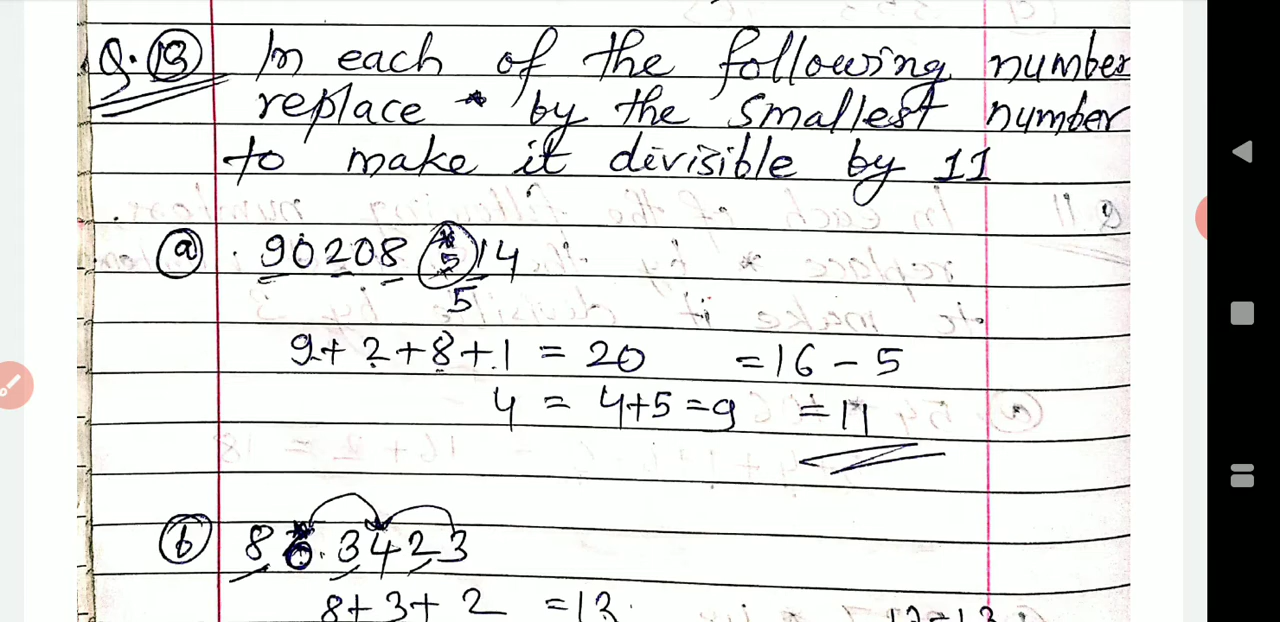 Q. 13 In each of the following number
replace * by the smallest number
to make it divisible by 11
(a) 90208 * 5 14
5
9+2+8+1 = 20 = 16 - 5
4 = 4+5 = 9 = 11
(b) 8 * 6 3423
8+3+2 = 13.